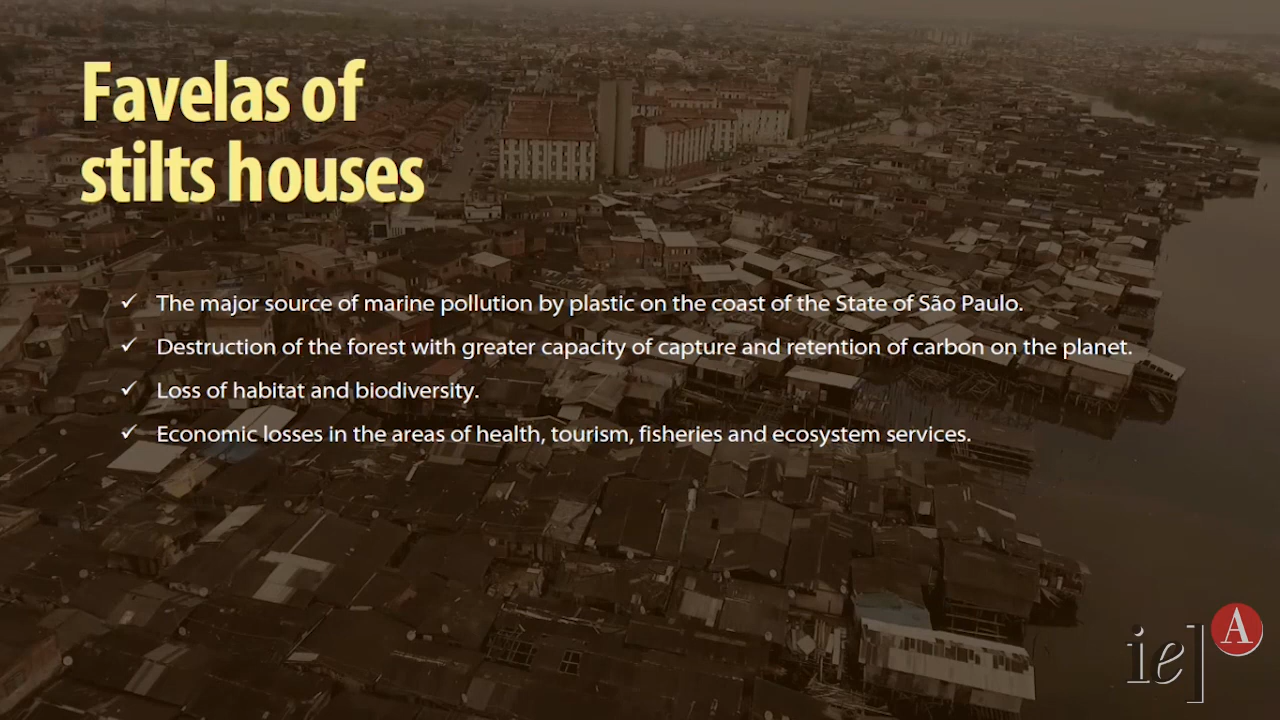 Favelas of
stilts houses
✓ The major source of marine pollution by plastic on the coast of the State of São Paulo.
✓ Destruction of the forest with greater capacity of capture and retention of carbon on the planet.
✓ Loss of habitat and biodiversity.
✓ Economic losses in the areas of health, tourism, fisheries and ecosystem services.
ie] A